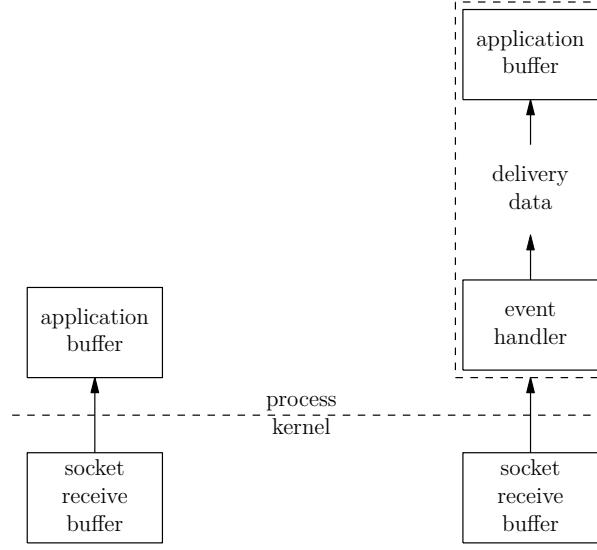 application
buffer
delivery
data
event
handler
application
buffer
process
kernel
socket
receive
buffer
socket
receive
buffer